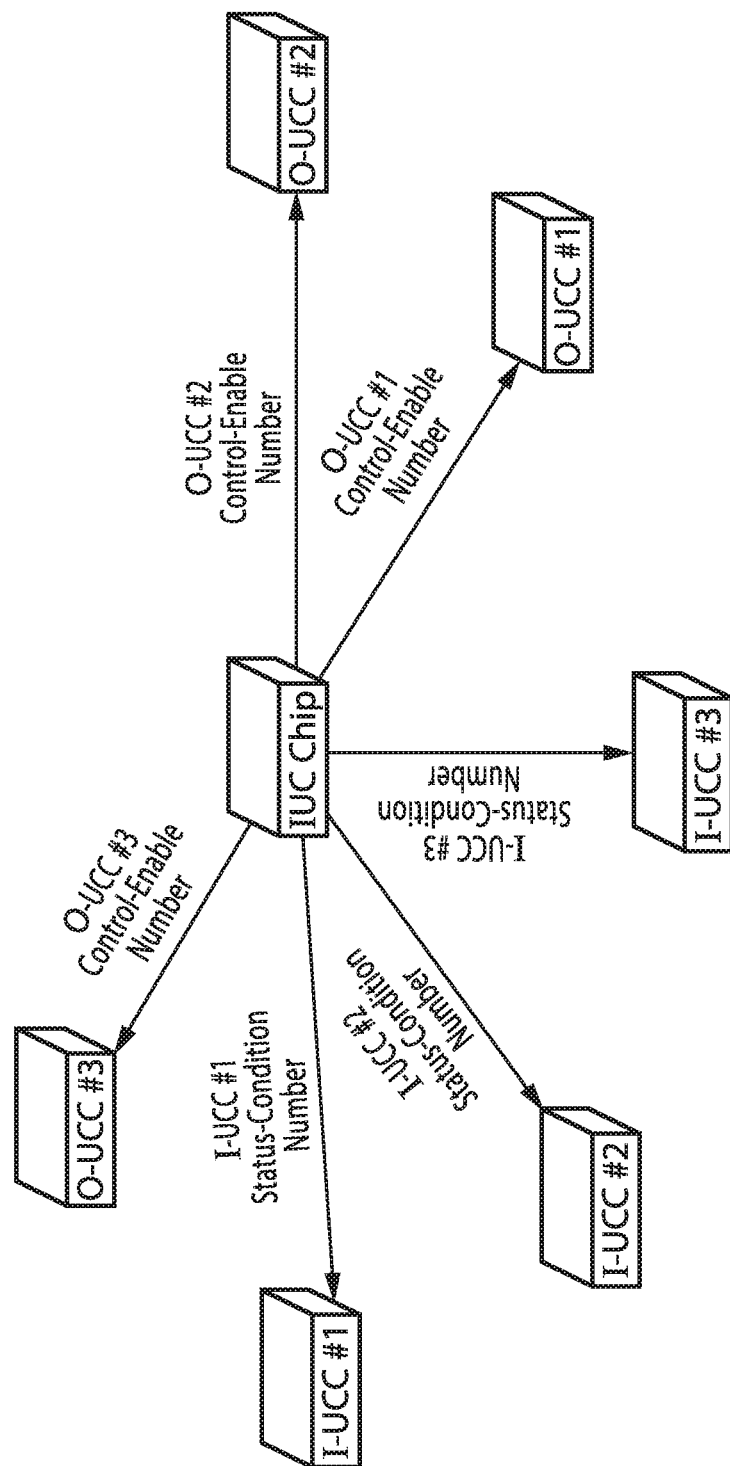 O-UCC #3
O-UCC #3
Control-Enable
Number
O-UCC #2
Control-Enable
Number
O-UCC #2
I-UCC #1
I-UCC #1
Status-Condition
Number
IUC Chip
O-UCC #1
Control-Enable
Number
O-UCC #1
I-UCC #2
I-UCC #2
Status-Condition
Number
I-UCC #3
Status-Condition
Number
I-UCC #3